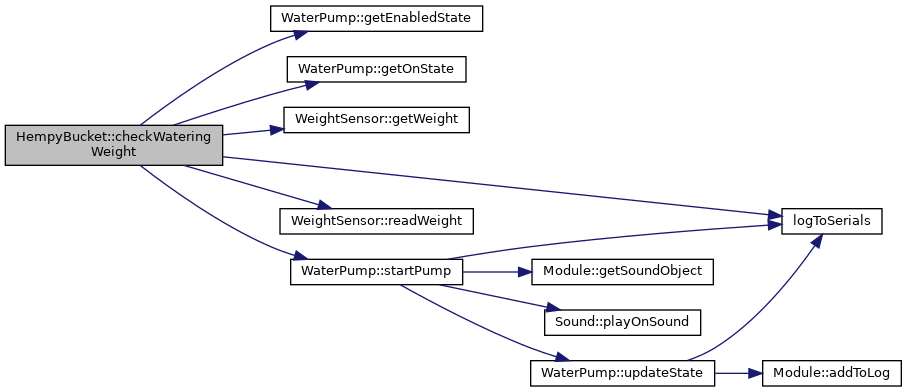 WaterPump::getEnabledState
WaterPump::getOnState
WeightSensor::getWeight
HempyBucket::checkWatering
Weight
WeightSensor::readWeight
logToSerials
WaterPump::startPump
Module::getSoundObject
Sound::playOnSound
WaterPump::updateState
Module::addToLog